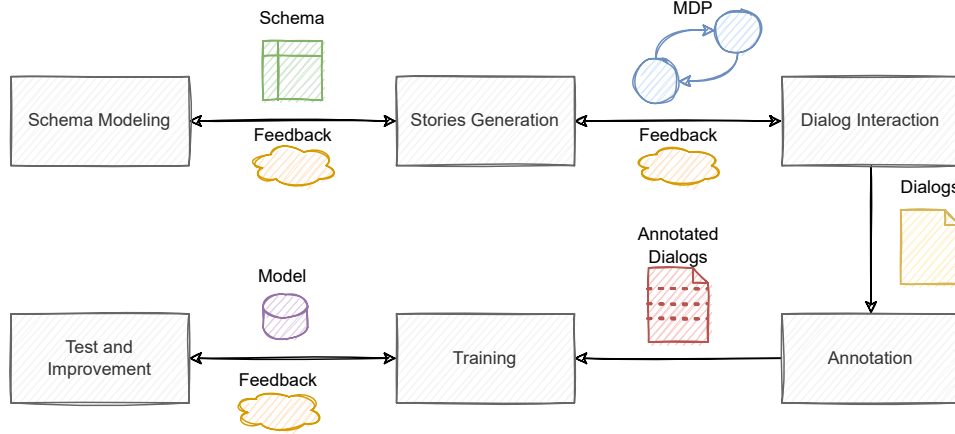 Schema
MDP
Schema Modeling
Stories Generation
Dialog Interaction
Feedback
Feedback
Dialogs
Annotated
Dialogs
Model
Test and
Improvement
Training
Annotation
Feedback